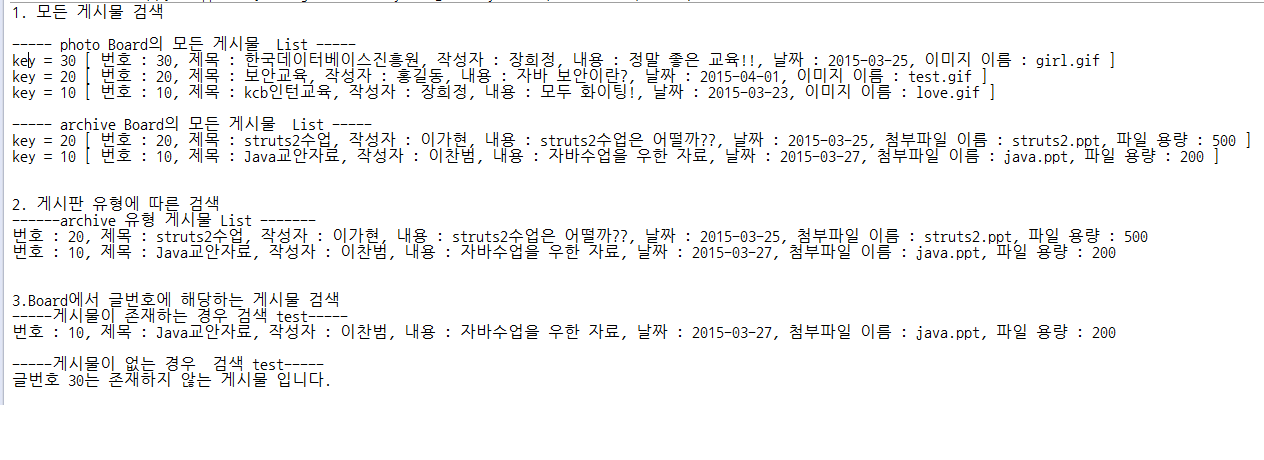 1. 모든 게시물 검색
----- photo Board의 모든 게시물  List -----
key = 30 [ 번호 : 30, 제목 : 한국데이터베이스진흥원, 작성자 : 장희정, 내용 : 정말 좋은 교육!!, 날짜 : 2015-03-25, 이미지 이름 : girl.gif ]
key = 20 [ 번호 : 20, 제목 : 보안교육, 작성자 : 홍길동, 내용 : 자바 보안이란?, 날짜 : 2015-04-01, 이미지 이름 : test.gif ]
key = 10 [ 번호 : 10, 제목 : kcb인턴교육, 작성자 : 장희정, 내용 : 모두 화이팅!, 날짜 : 2015-03-23, 이미지 이름 : love.gif ]
----- archive Board의 모든 게시물  List -----
key = 20 [ 번호 : 20, 제목 : struts2수업, 작성자 : 이가현, 내용 : struts2수업은 어떨까??, 날짜 : 2015-03-25, 첨부파일 이름 : struts2.ppt, 파일 용량 : 500 ]
key = 10 [ 번호 : 10, 제목 : Java교안자료, 작성자 : 이찬범, 내용 : 자바수업을 우한 자료, 날짜 : 2015-03-27, 첨부파일 이름 : java.ppt, 파일 용량 : 200 ]
2. 게시판 유형에 따른 검색
------archive 유형 게시물 List -------
번호 : 20, 제목 : struts2수업, 작성자 : 이가현, 내용 : struts2수업은 어떨까??, 날짜 : 2015-03-25, 첨부파일 이름 : struts2.ppt, 파일 용량 : 500
번호 : 10, 제목 : Java교안자료, 작성자 : 이찬범, 내용 : 자바수업을 우한 자료, 날짜 : 2015-03-27, 첨부파일 이름 : java.ppt, 파일 용량 : 200
3.Board에서 글번호에 해당하는 게시물 검색
-----게시물이 존재하는 경우 검색 test-----
번호 : 10, 제목 : Java교안자료, 작성자 : 이찬범, 내용 : 자바수업을 우한 자료, 날짜 : 2015-03-27, 첨부파일 이름 : java.ppt, 파일 용량 : 200
-----게시물이 없는 경우  검색 test-----
글번호 30는 존재하지 않는 게시물 입니다.